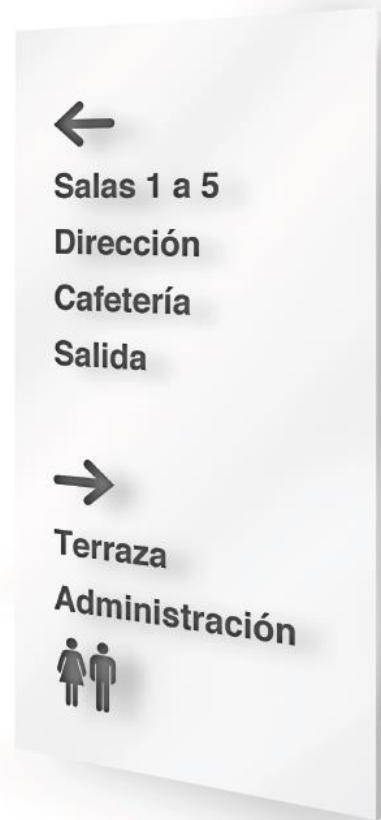 Salas 1 a 5
Dirección
Cafetería
Salida
Terraza
Administración